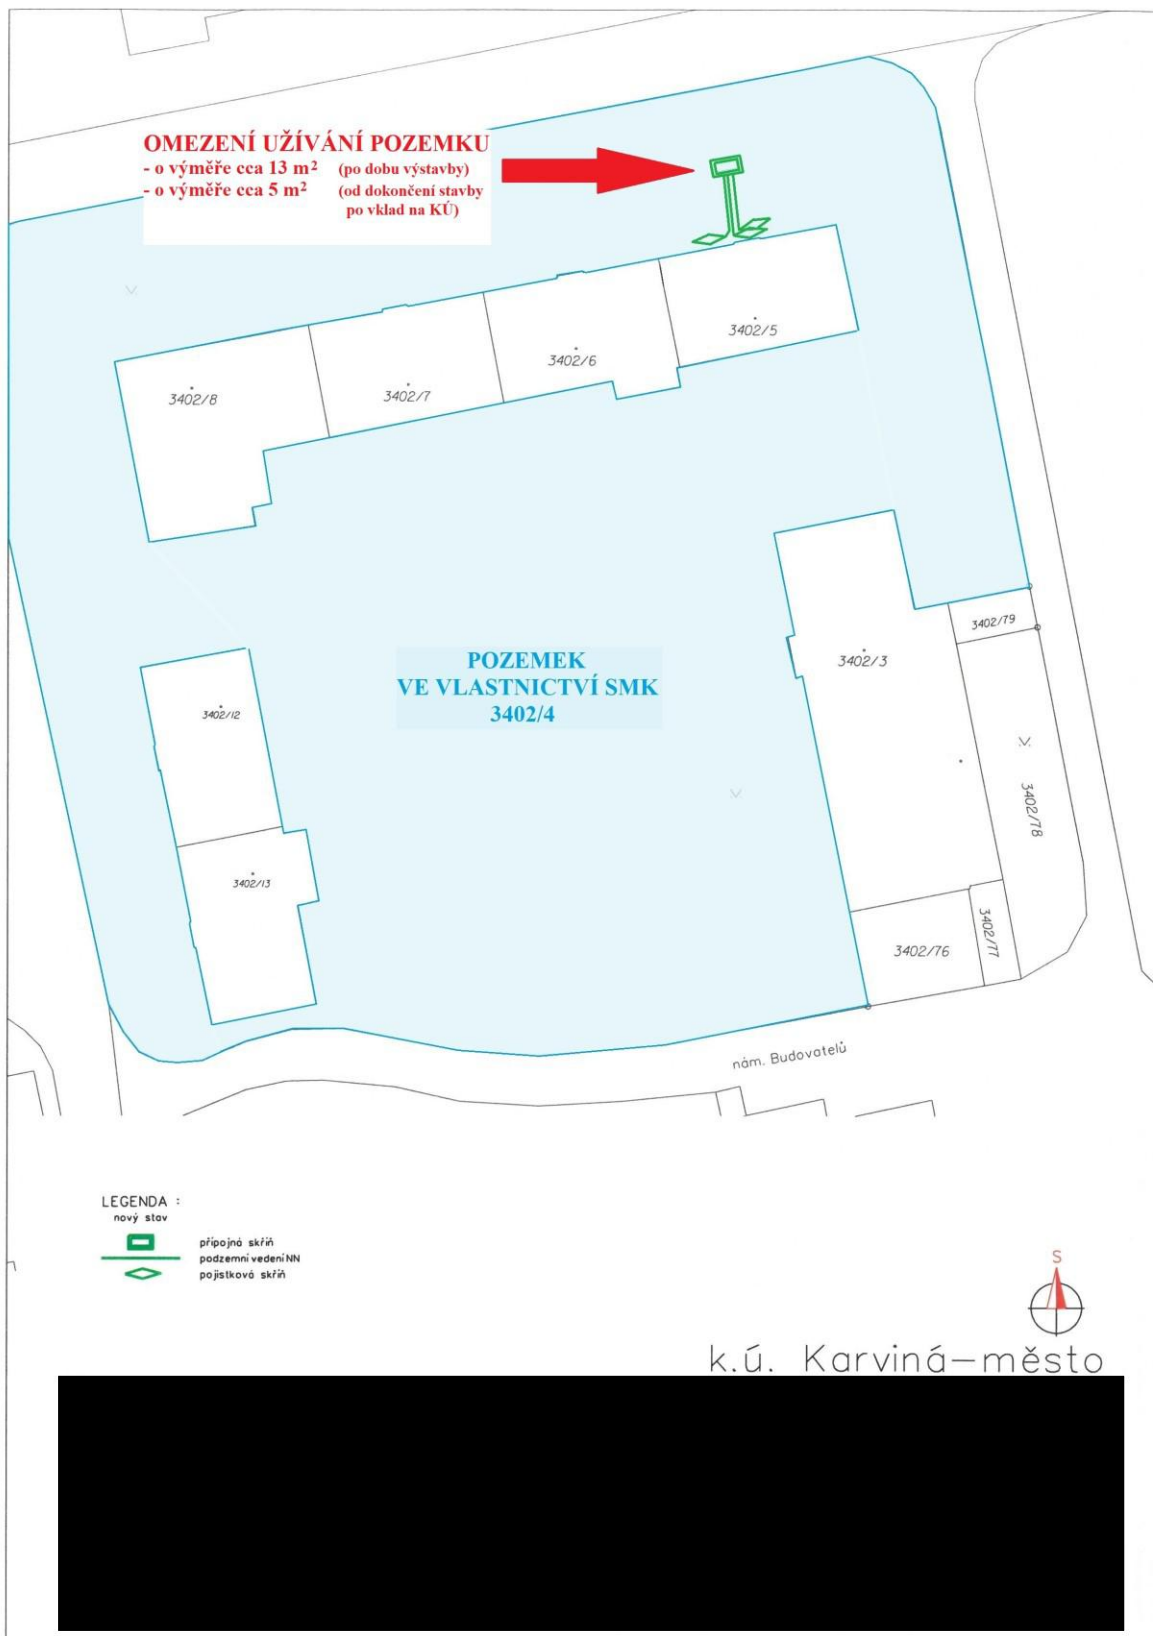 OMEZENÍ UŽÍVÁNÍ POZEMKU
- o výměře cca 13 m² (po dobu výstavby)
- o výměře cca 5 m² (od dokončení stavby
po vklad na KÚ)
3402/5
3402/6
3402/7
3402/8
3402/79
3402/3
POZEMEK
VE VLASTNICTVÍ SMK
3402/4
3402/12
3402/78
3402/13
3402/77
3402/76
nám. Budovatelů
LEGENDA :
nový stav
přípojná skříň
podzemní vedení NN
pojistková skříň
S
k.ú. Karviná-město